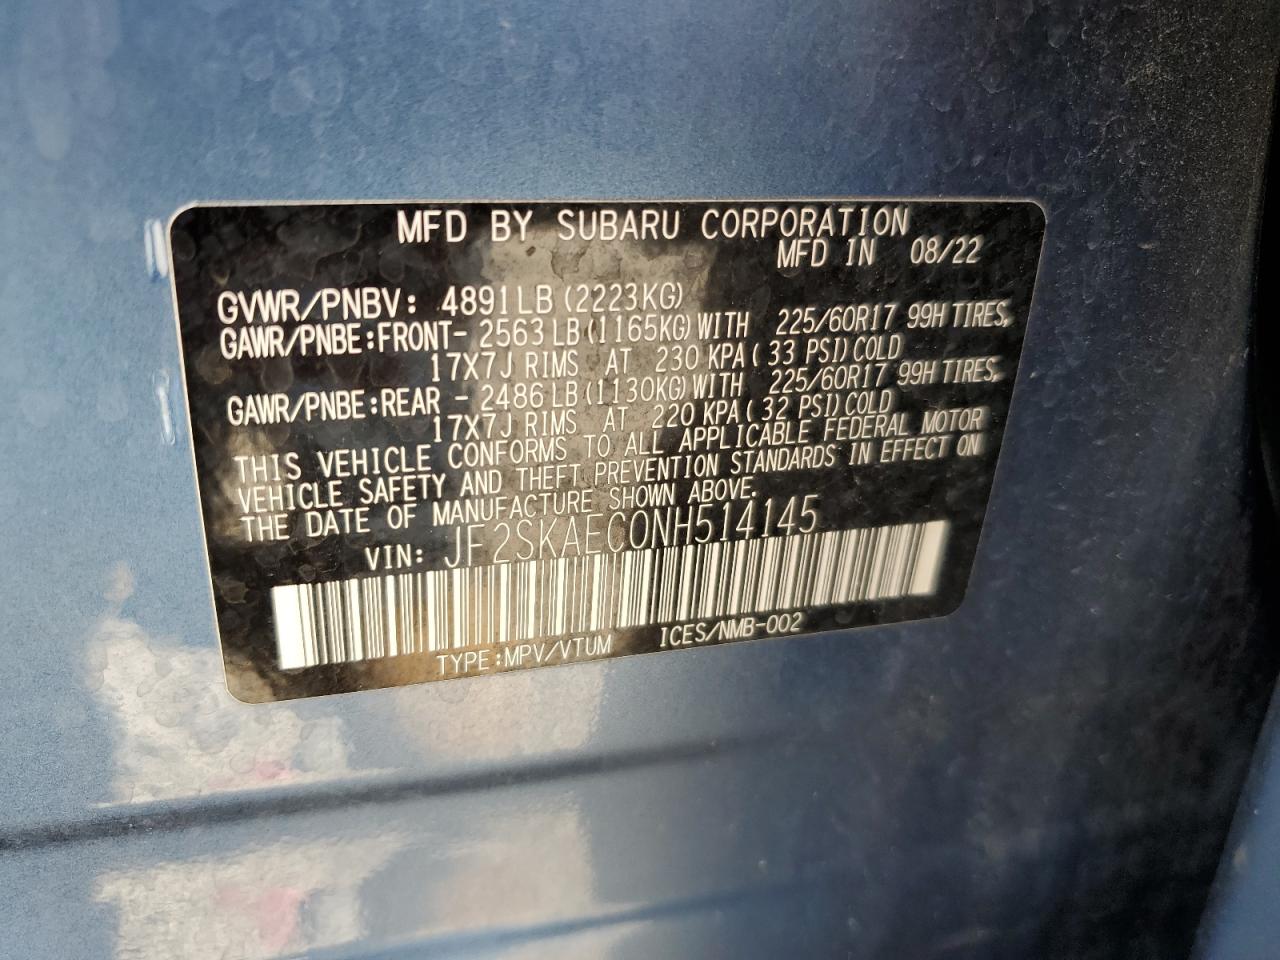 MFD BY SUBARU CORPORATION
MFD IN 08/22
GVWR/PNBV: 4891LB(2223KG)
GAWR/PNBE:FRONT- 2563LB(1165KG)WITH 225/60R17 99H TIRES,
17X7J RIMS AT 230 KPA(33 PSI)COLD
GAWR/PNBE:REAR - 2486LB(1130KG)WITH 225/60R17 99H TIRES,
17X7J RIMS AT 220 KPA(32 PSI)COLD
THIS VEHICLE CONFORMS TO ALL APPLICABLE FEDERAL MOTOR
VEHICLE SAFETY AND THEFT PREVENTION STANDARDS IN EFFECT ON
THE DATE OF MANUFACTURE SHOWN ABOVE.
VIN: JF2SKAEC0NH514145
TYPE:MPV/VTUM ICES/NMB-002